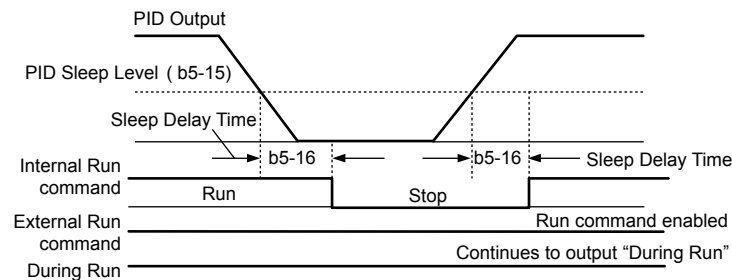 PID Output
PID Sleep Level ( b5-15)
Sleep Delay Time
b5-16
b5-16
Sleep Delay Time
Internal Run
command
Run
Stop
External Run
command
Run command enabled
Continues to output “During Run”
During Run